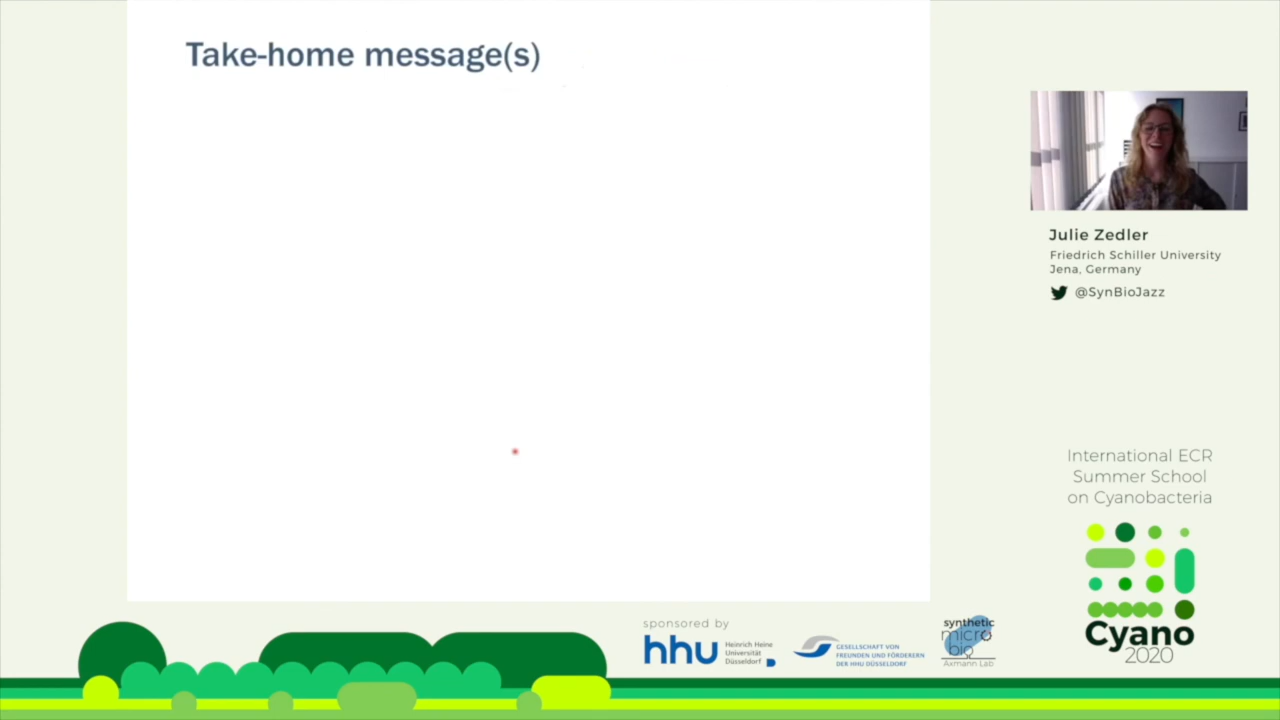 Take-home message(s)
Julie Zedler
Friedrich Schiller University
Jena, Germany
@SynBioJazz
International ECR
Summer School
on Cyanobacteria
Cyano
2020
sponsored by
hhu
Heinrich Heine
Universität
Düsseldorf
GESELLSCHAFT VON
FREUNDEN UND FÖRDERERN
DER HHU DÜSSELDORF
synthetic
micro
bio
Axmann Lab